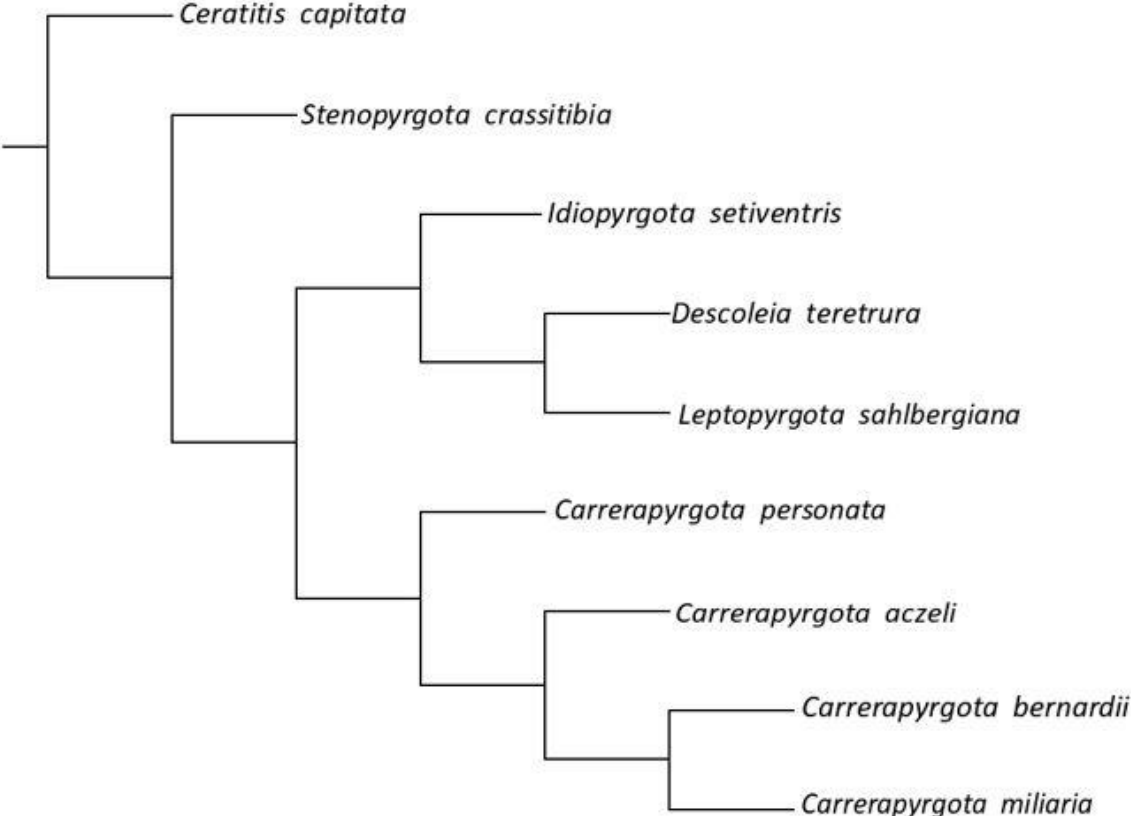 Ceratitis capitata
Stenopyrgota crassitibia
Idiopyrgota setiventris
Descoleia teretrura
Leptopyrgota sahlbergiana
Carrerapyrgota personata
Carrerapyrgota aczeli
Carrerapyrgota bernardii
Carrerapyrgota miliaria